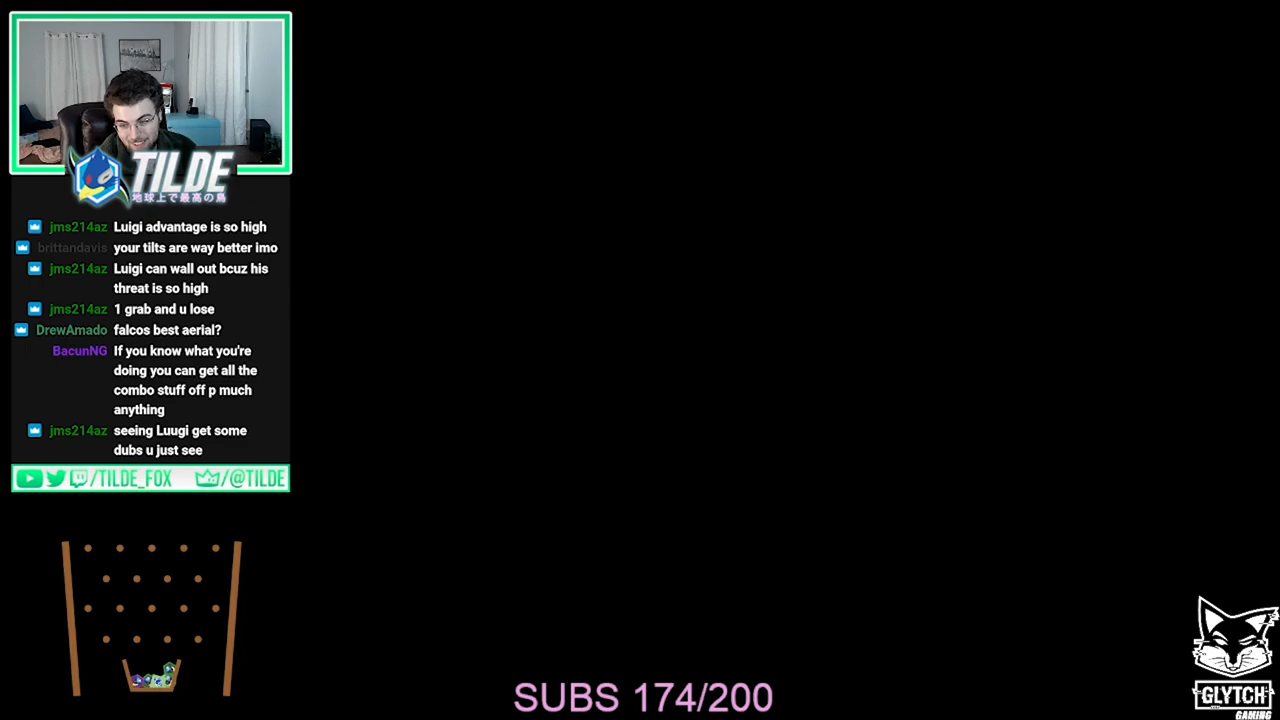 TILDE
地球上で最高の鳥
jms214az Luigi advantage is so high
brittandavis your tilts are way better imo
jms214az Luigi can wall out bcuz his
threat is so high
jms214az 1 grab and u lose
DrewAmado falcos best aerial?
BacunNG If you know what you're
doing you can get all the
combo stuff off p much
anything
jms214az seeing Luugi get some
dubs u just see
/TILDE_FOX /@TILDE
SUBS 174/200
GLYTCH
GAMING